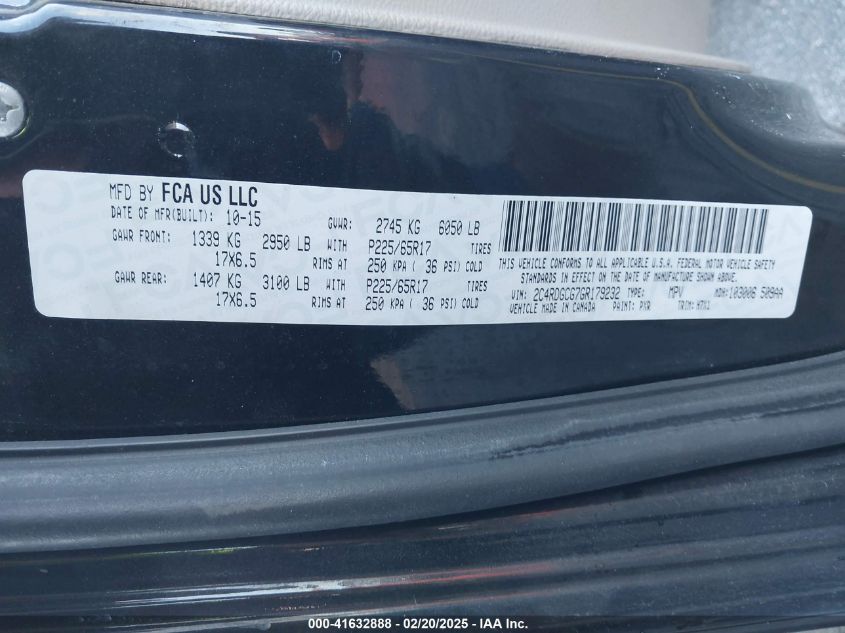 MFD BY FCA US LLC
DATE OF MFR(BUILT): 10-15 GVWR: 2745 KG 6050 LB
GAWR FRONT: 1339 KG 2950 LB WITH P225/65R17 TIRES
17X6.5 RIMS AT 250 KPA ( 36 PSI) COLD
GAWR REAR: 1407 KG 3100 LB WITH P225/65R17 TIRES
17X6.5 RIMS AT 250 KPA ( 36 PSI) COLD
THIS VEHICLE CONFORMS TO ALL APPLICABLE U.S.A. FEDERAL MOTOR VEHICLE SAFETY
STANDARDS IN EFFECT ON THE DATE OF MANUFACTURE SHOWN ABOVE.
VIN: 2C4RDGCG7GR179232 TYPE: MPV MDH:103006 509AA
VEHICLE MADE IN CANADA PAINT: PXR TRIM:
000-41632888 - 02/20/2025 - IAA Inc.